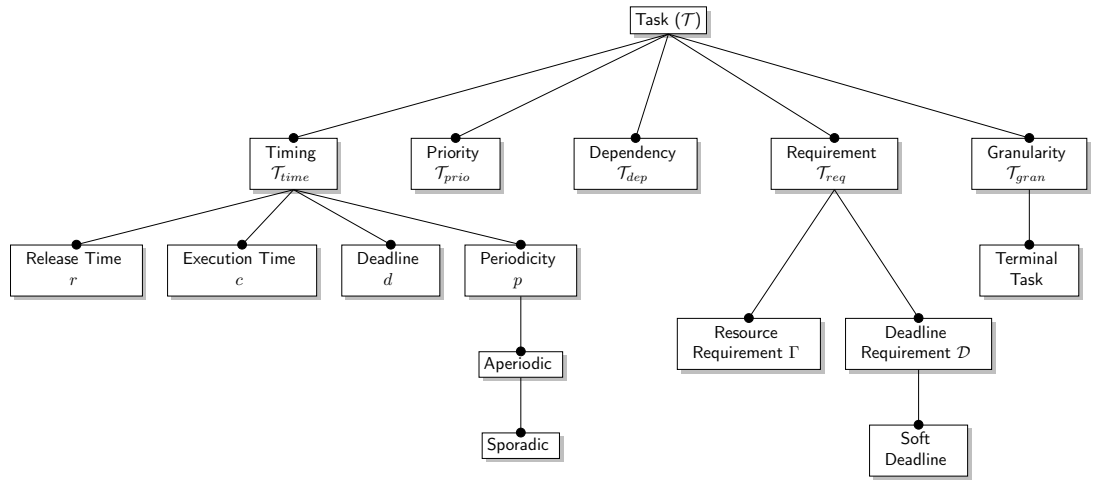 Task (𝒯)
Timing
𝒯time
Priority
𝒯prio
Dependency
𝒯dep
Requirement
𝒯req
Granularity
𝒯gran
Release Time
r
Execution Time
c
Deadline
d
Periodicity
p
Terminal
Task
Resource
Requirement Γ
Deadline
Requirement 𝒟
Aperiodic
Sporadic
Soft
Deadline